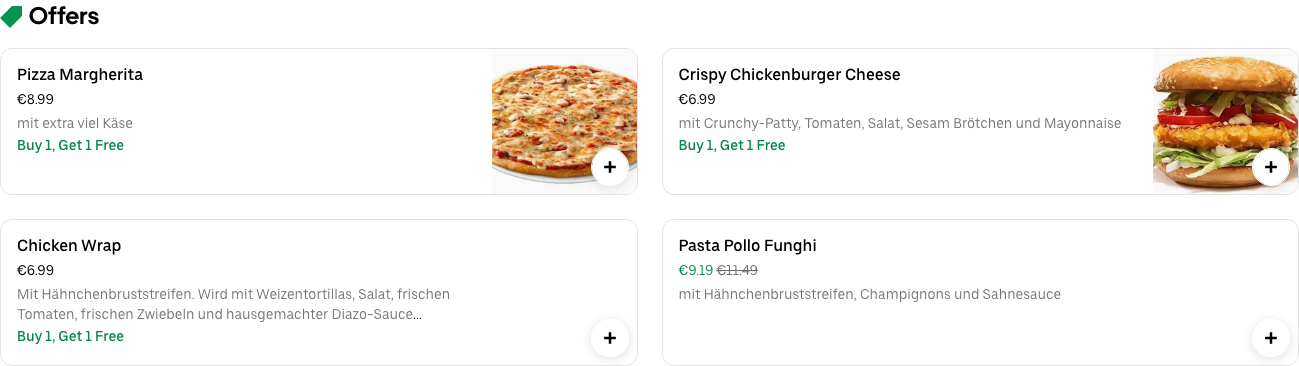 Offers
Pizza Margherita
€8.99
mit extra viel Käse
Buy 1, Get 1 Free
Crispy Chickenburger Cheese
€6.99
mit Crunchy-Patty, Tomaten, Salat, Sesam Brötchen und Mayonnaise
Buy 1, Get 1 Free
Chicken Wrap
€6.99
Mit Hähnchenbruststreifen. Wird mit Weizentortillas, Salat, frischen
Tomaten, frischen Zwiebeln und hausgemachter Diazo-Sauce...
Buy 1, Get 1 Free
Pasta Pollo Funghi
€9.19 €11.49
mit Hähnchenbruststreifen, Champignons und Sahnesauce